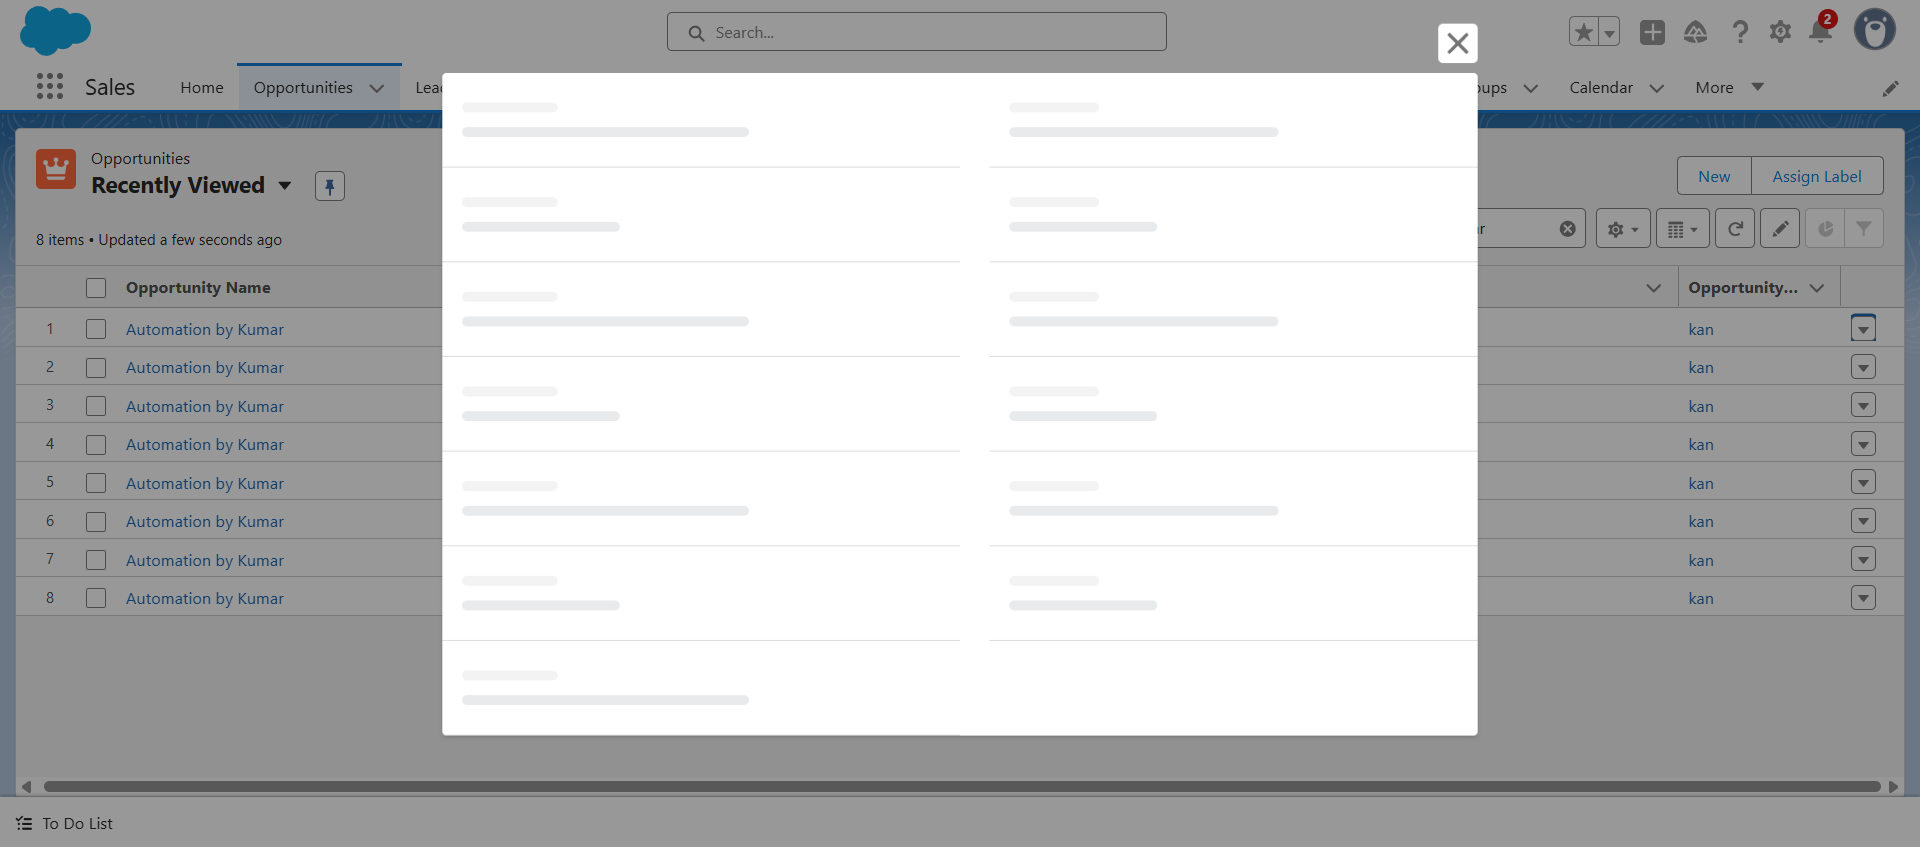 Search...
2
Sales
Home
Opportunities
Calendar
More
Opportunities
Recently Viewed
New
Assign Label
8 items • Updated a few seconds ago
Opportunity Name
Opportunity...
1 Automation by Kumar kan
2 Automation by Kumar kan
3 Automation by Kumar kan
4 Automation by Kumar kan
5 Automation by Kumar kan
6 Automation by Kumar kan
7 Automation by Kumar kan
8 Automation by Kumar kan
To Do List